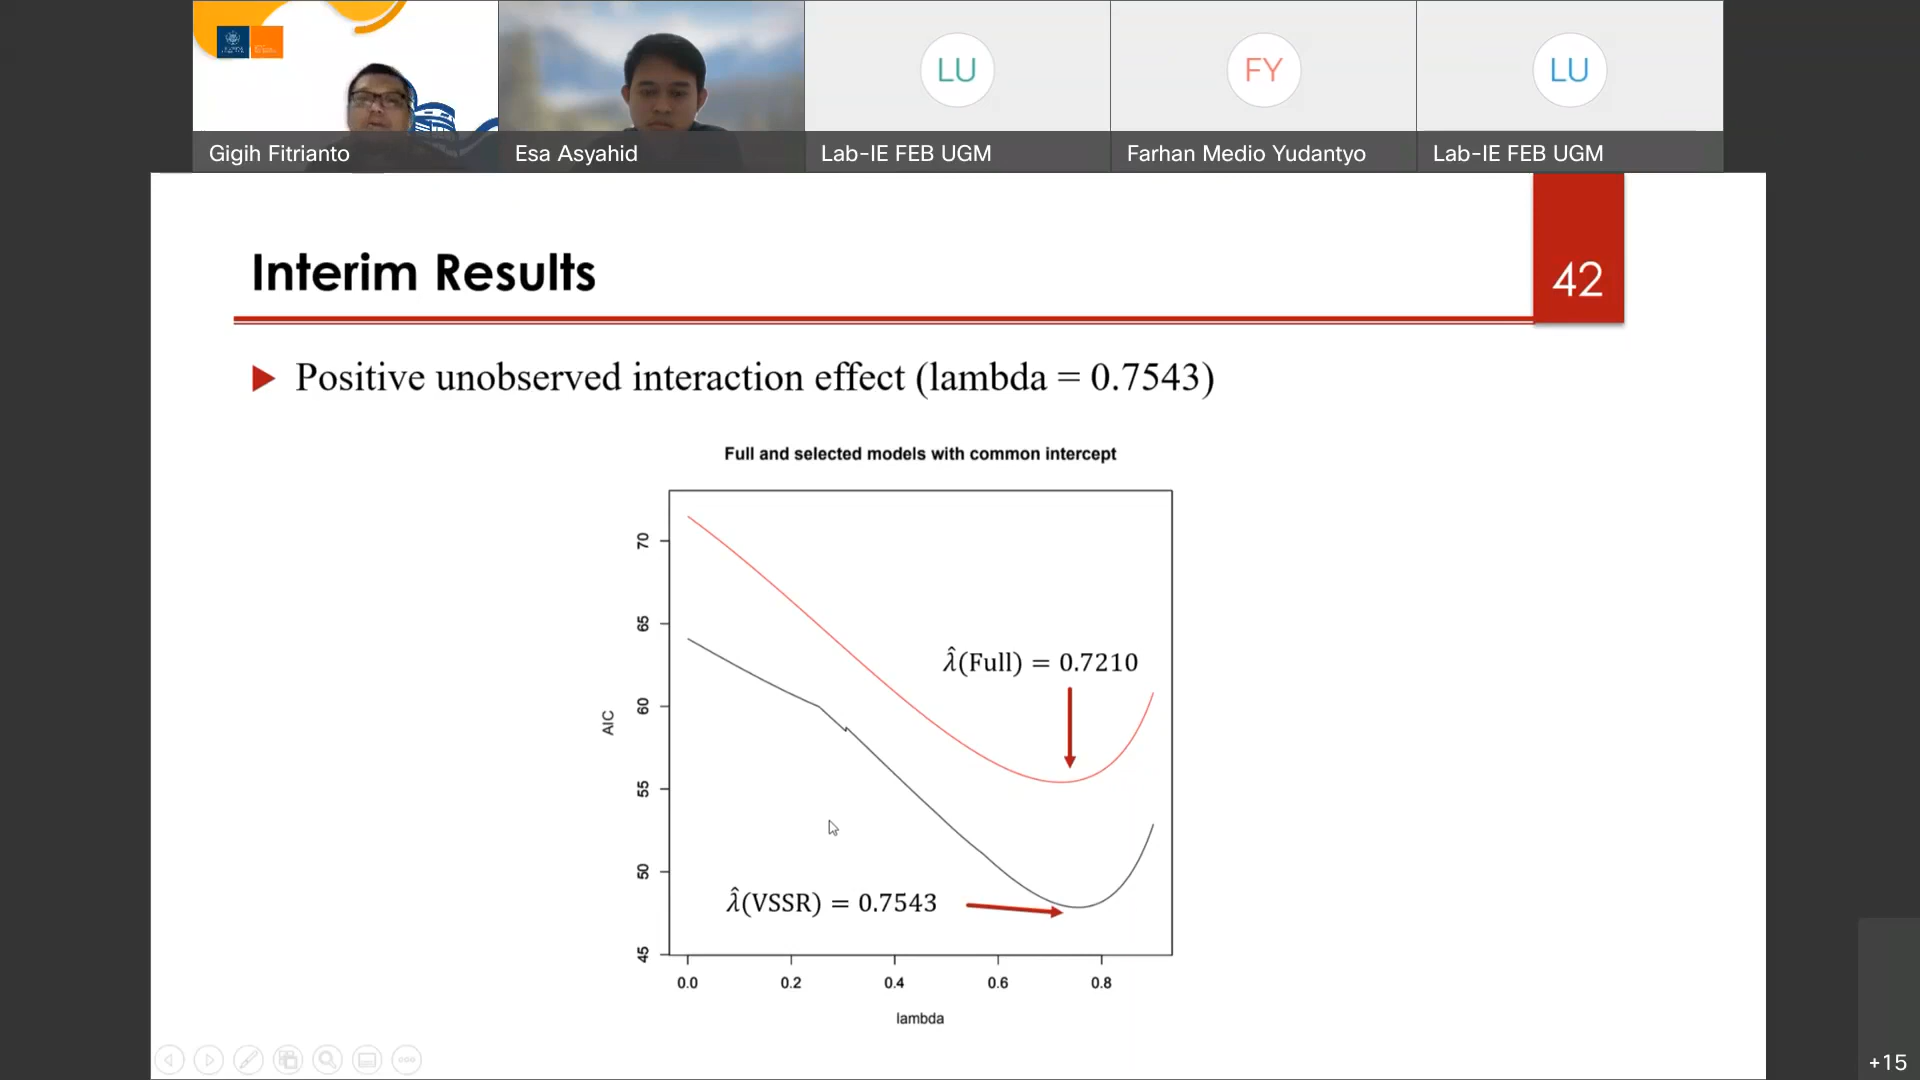 LU
FY
LU
Gigih Fitrianto
Esa Asyahid
Lab-IE FEB UGM
Farhan Medio Yudantyo
Lab-IE FEB UGM
Interim Results
42
Positive unobserved interaction effect (lambda = 0.7543)
Full and selected models with common intercept
70
65
60
55
50
45
AIC
λ̂(Full) = 0.7210
λ̂(VSSR) = 0.7543
0.0 0.2 0.4 0.6 0.8
lambda
+15